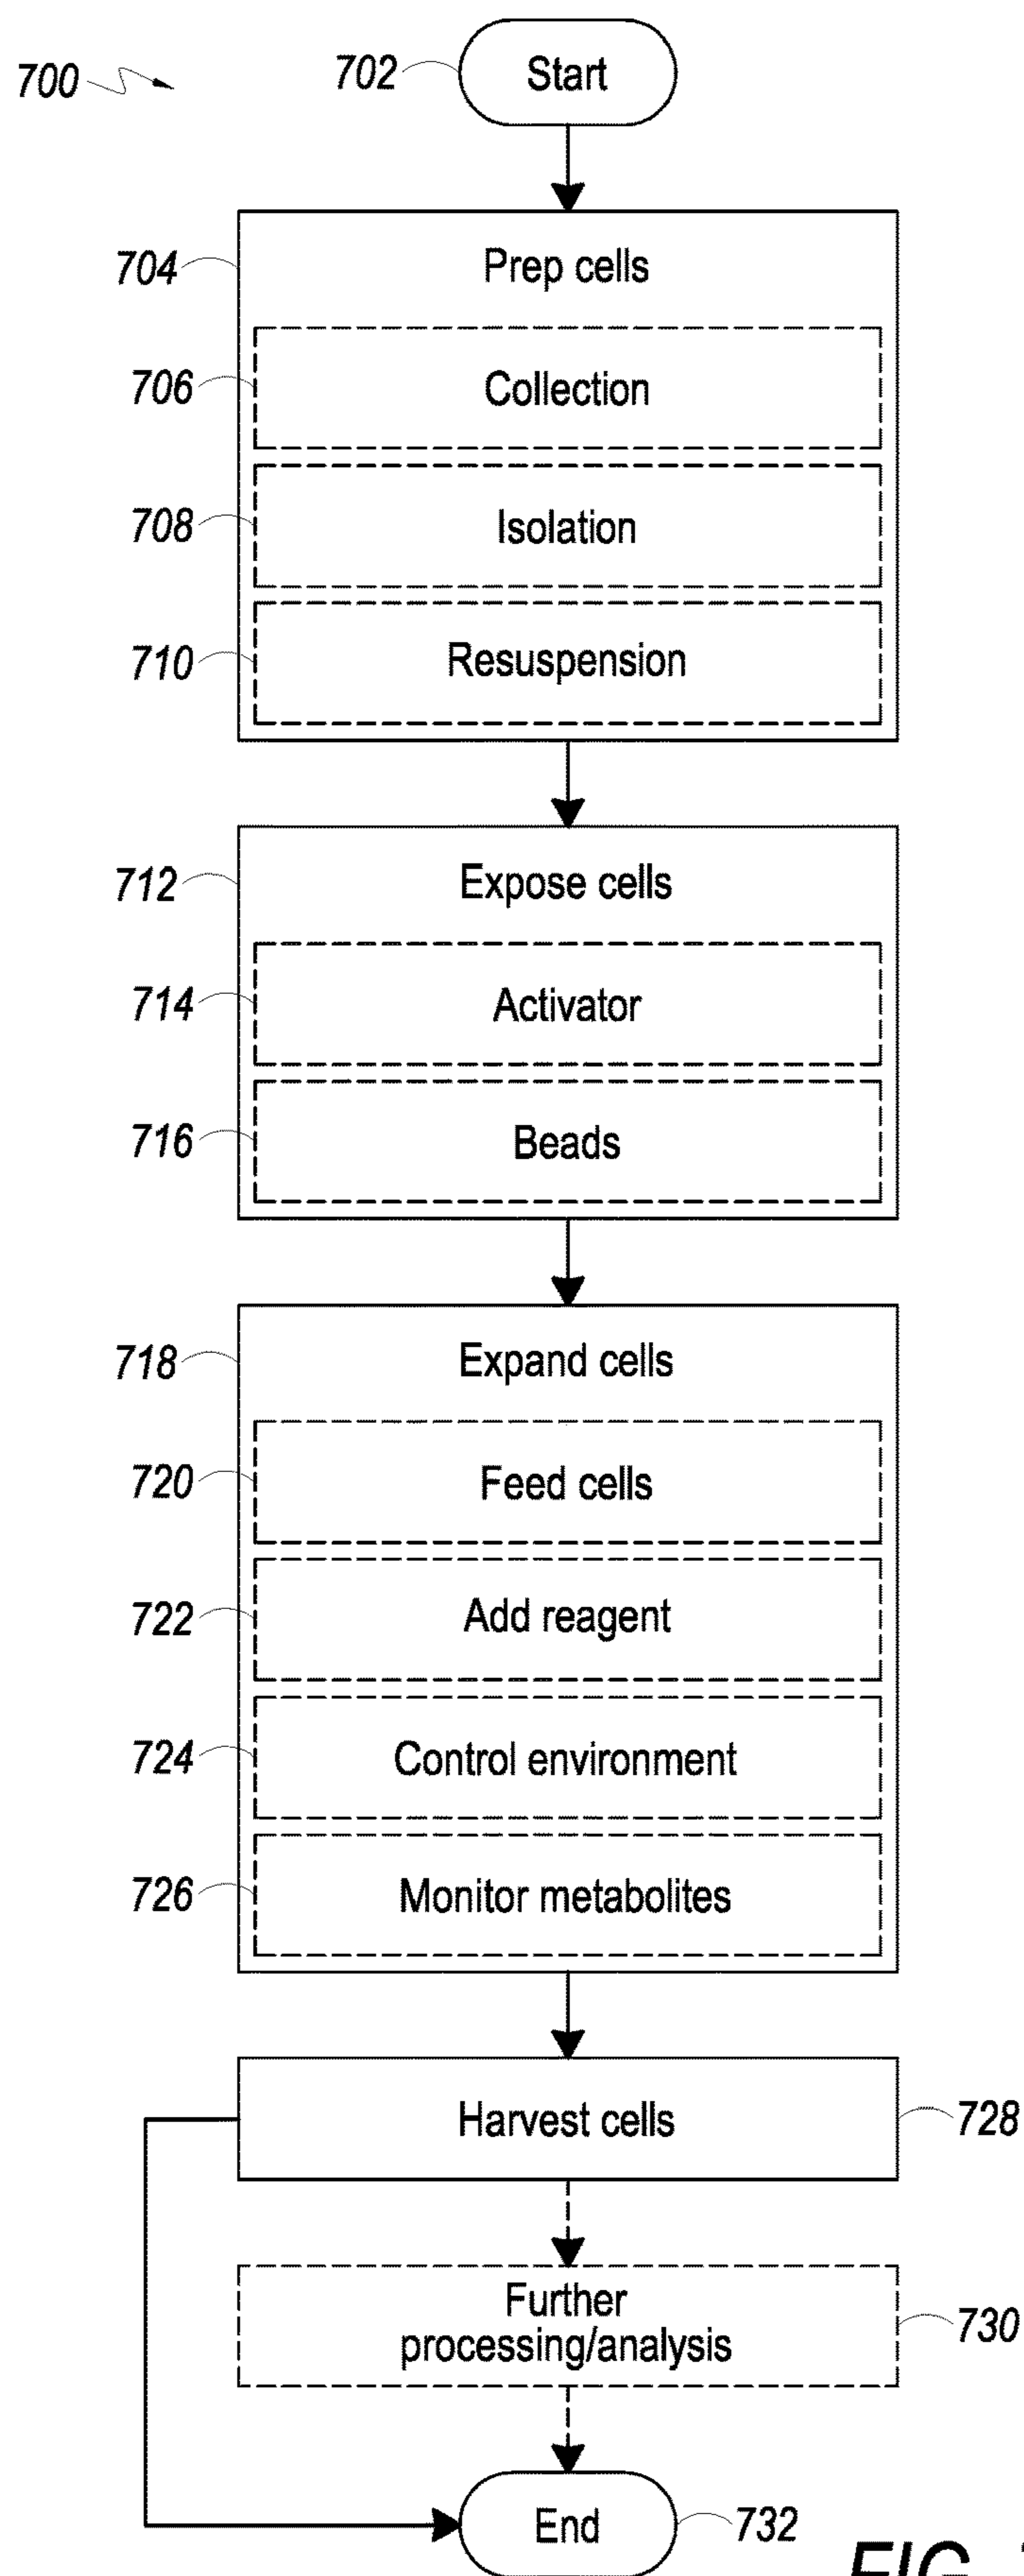 700
702
Start
704
Prep cells
706
Collection
708
Isolation
710
Resuspension
712
Expose cells
714
Activator
716
Beads
718
Expand cells
720
Feed cells
722
Add reagent
724
Control environment
726
Monitor metabolites
Harvest cells
728
Further
processing/analysis
730
End
732
FIG.